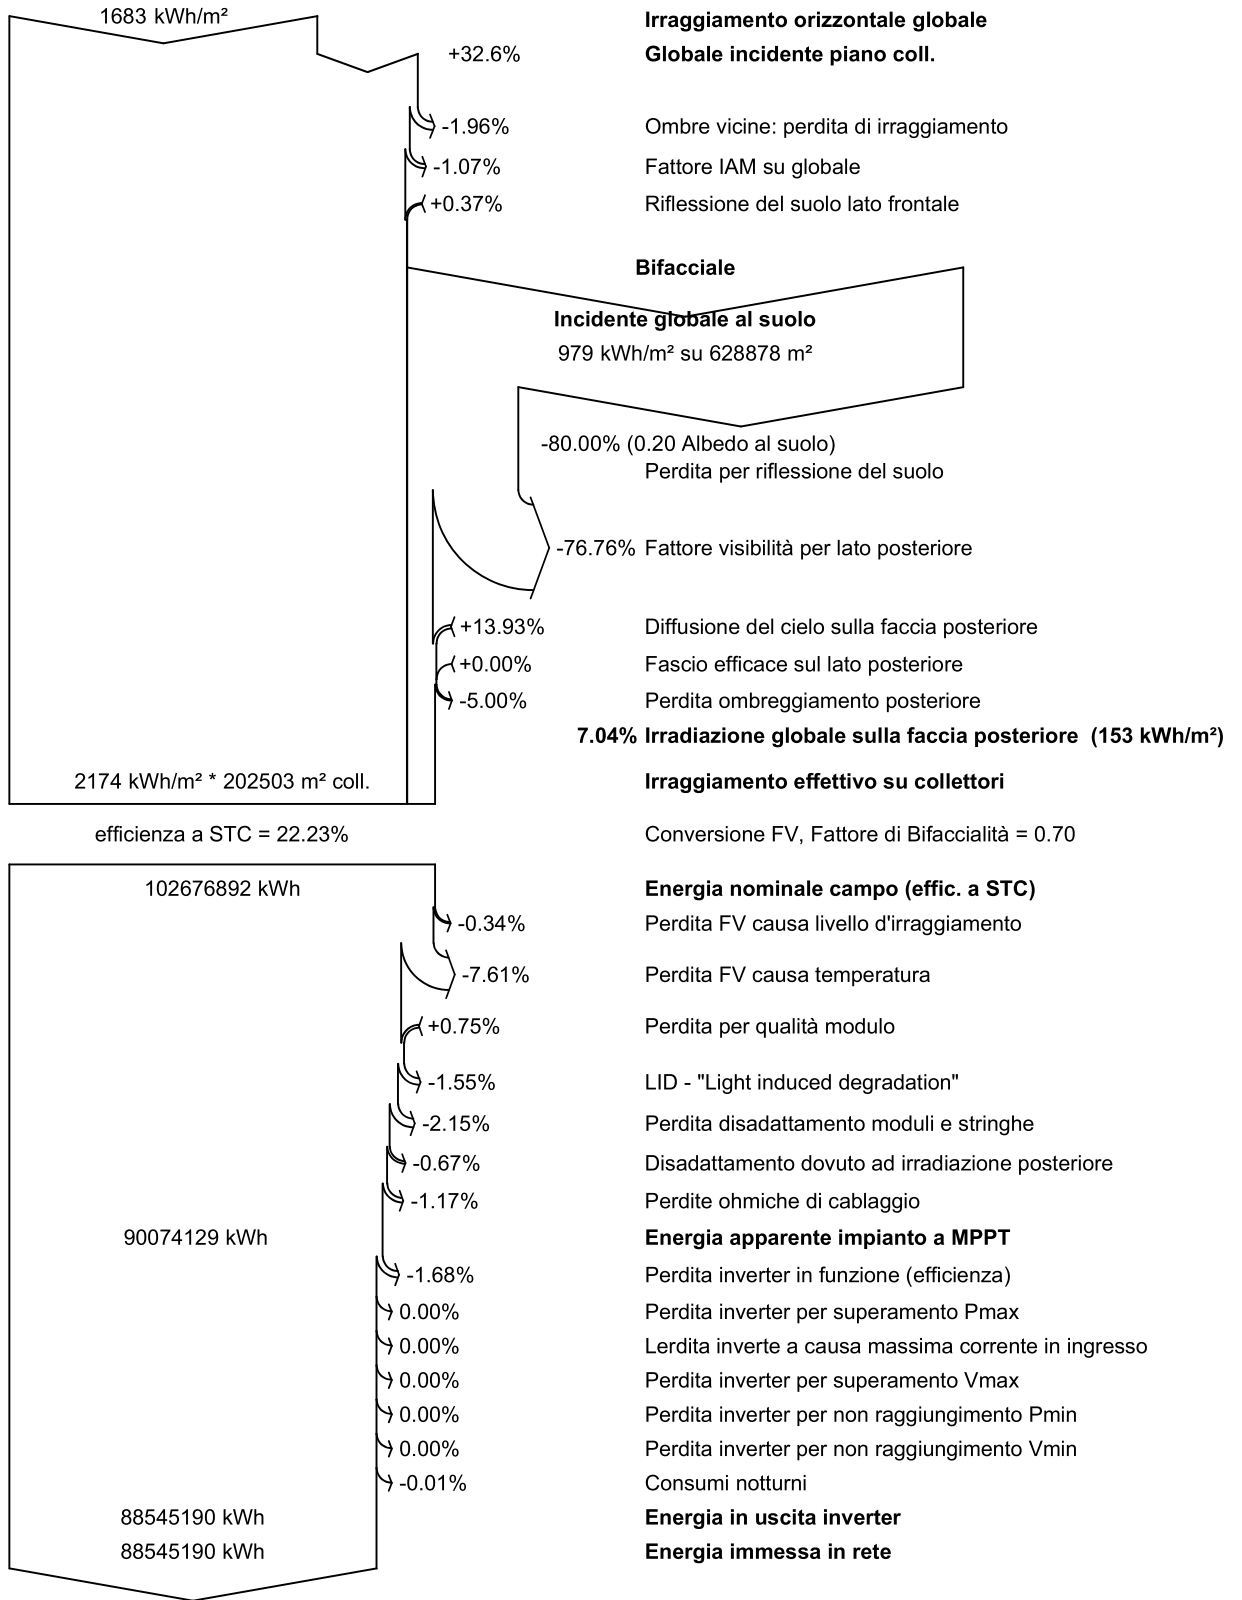 1683 kWh/m² Irraggiamento orizzontale globale
+32.6% Globale incidente piano coll.
-1.96% Ombre vicine: perdita di irraggiamento
-1.07% Fattore IAM su globale
+0.37% Riflessione del suolo lato frontale
Bifacciale
Incidente globale al suolo
979 kWh/m² su 628878 m²
-80.00% (0.20 Albedo al suolo)
Perdita per riflessione del suolo
-76.76% Fattore visibilità per lato posteriore
+13.93% Diffusione del cielo sulla faccia posteriore
+0.00% Fascio efficace sul lato posteriore
-5.00% Perdita ombreggiamento posteriore
7.04% Irradiazione globale sulla faccia posteriore (153 kWh/m²)
2174 kWh/m² * 202503 m² coll. Irraggiamento effettivo su collettori
efficienza a STC = 22.23% Conversione FV, Fattore di Bifaccialità = 0.70
102676892 kWh Energia nominale campo (effic. a STC)
-0.34% Perdita FV causa livello d'irraggiamento
-7.61% Perdita FV causa temperatura
+0.75% Perdita per qualità modulo
-1.55% LID - "Light induced degradation"
-2.15% Perdita disadattamento moduli e stringhe
-0.67% Disadattamento dovuto ad irradiazione posteriore
-1.17% Perdite ohmiche di cablaggio
90074129 kWh Energia apparente impianto a MPPT
-1.68% Perdita inverter in funzione (efficienza)
0.00% Perdita inverter per superamento Pmax
0.00% Lerdita inverte a causa massima corrente in ingresso
0.00% Perdita inverter per superamento Vmax
0.00% Perdita inverter per non raggiungimento Pmin
0.00% Perdita inverter per non raggiungimento Vmin
-0.01% Consumi notturni
88545190 kWh Energia in uscita inverter
88545190 kWh Energia immessa in rete